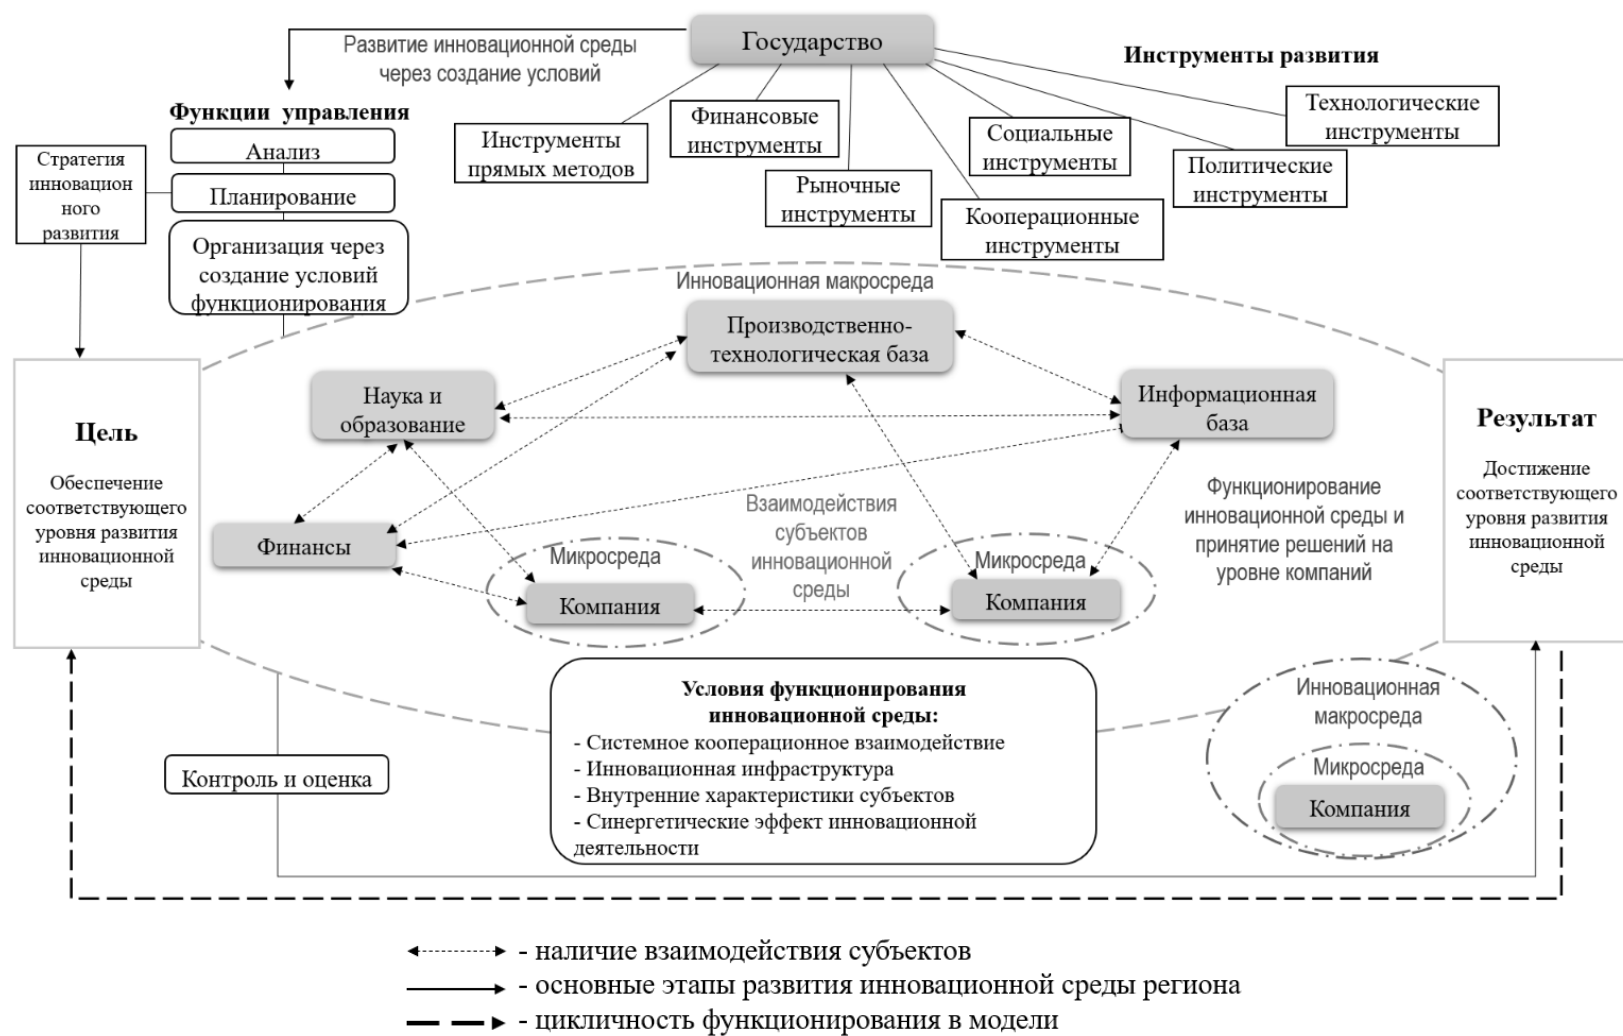 Государство
Развитие инновационной среды
через создание условий
Инструменты развития
Функции управления
Анализ
Планирование
Организация через
создание условий
функционирования
Стратегия
инновацион
ного
развития
Инструменты
прямых методов
Финансовые
инструменты
Рыночные
инструменты
Социальные
инструменты
Кооперационные
инструменты
Политические
инструменты
Технологические
инструменты
Инновационная макросреда
Производственно-
технологическая база
Наука и
образование
Информационная
база
Цель
Обеспечение
соответствующего
уровня развития
инновационной
среды
Результат
Достижение
соответствующего
уровня развития
инновационной
среды
Финансы
Взаимодействия
субъектов
инновационной
среды
Функционирование
инновационной среды и
принятие решений на
уровне компаний
Микросреда
Компания
Микросреда
Компания
Условия функционирования
инновационной среды:
- Системное кооперационное взаимодействие
- Инновационная инфраструктура
- Внутренние характеристики субъектов
- Синергетические эффект инновационной
деятельности
Инновационная
макросреда
Микросреда
Компания
Контроль и оценка
- наличие взаимодействия субъектов
- основные этапы развития инновационной среды региона
- цикличность функционирования в модели